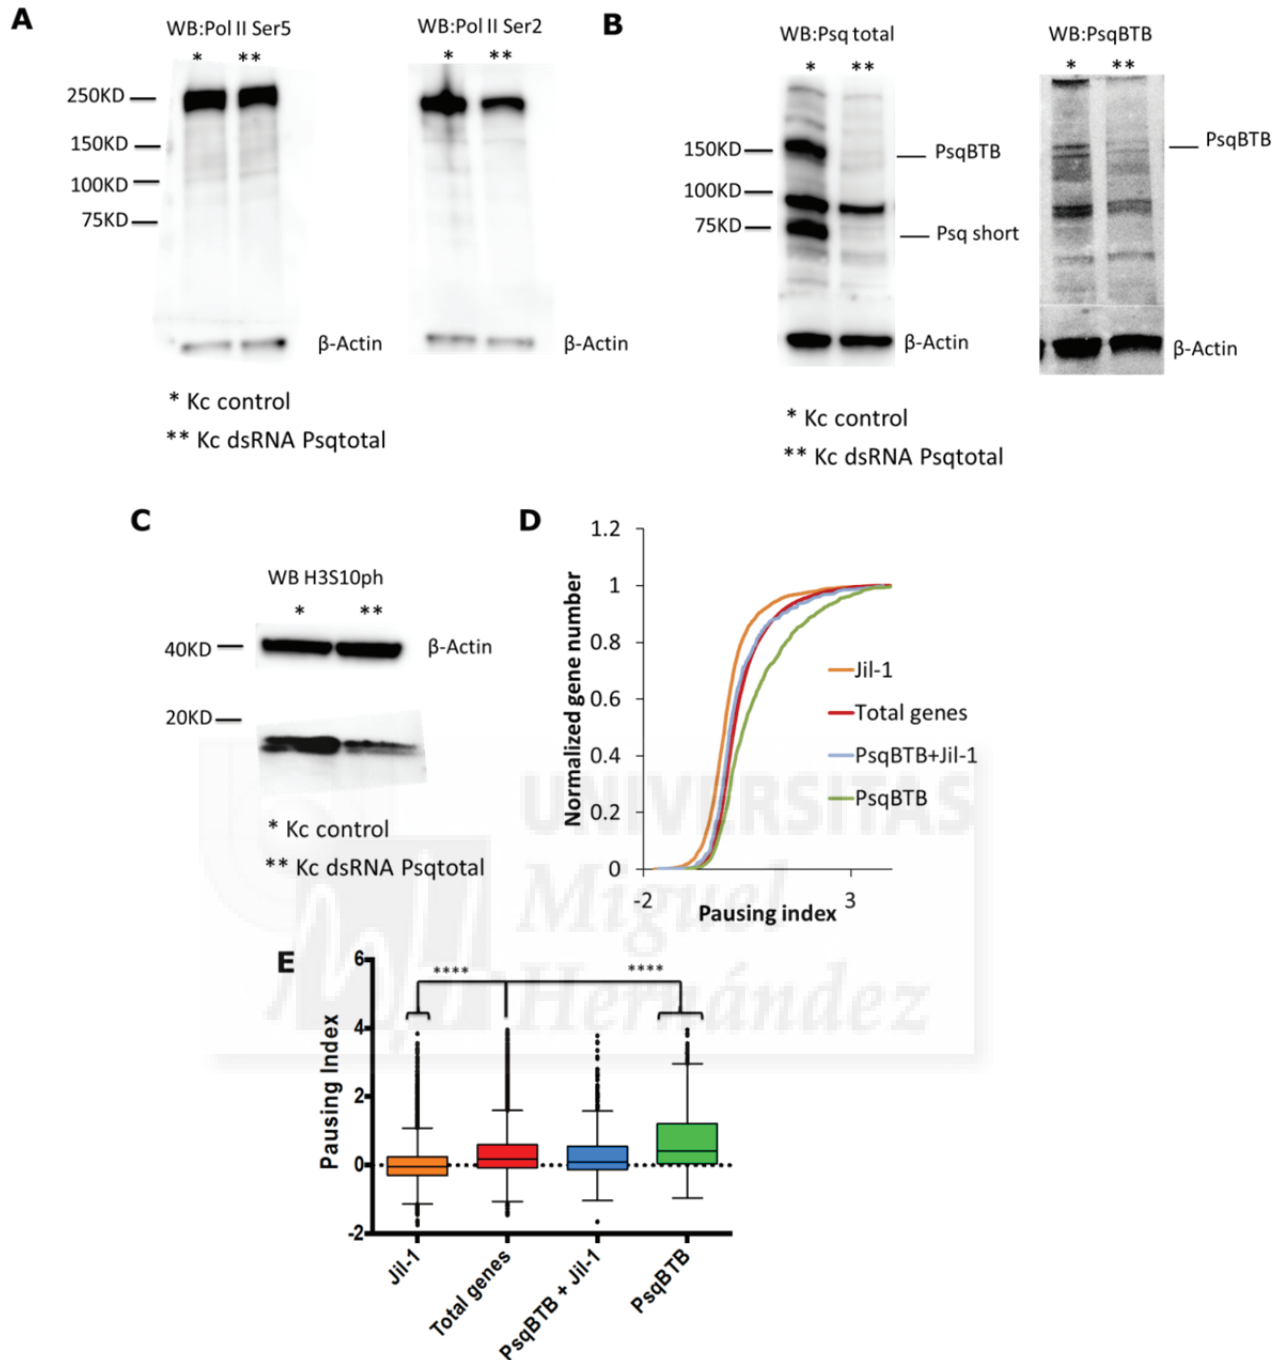 A
WB:Pol II Ser5
* **
250KD
150KD
100KD
75KD
β-Actin
WB:Pol II Ser2
* **
β-Actin
* Kc control
** Kc dsRNA Psqtotal
B
WB:Psq total
* **
150KD
100KD
75KD
PsqBTB
Psq short
β-Actin
WB:PsqBTB
* **
PsqBTB
β-Actin
* Kc control
** Kc dsRNA Psqtotal
C
WB H3S10ph
* **
40KD
β-Actin
20KD
* Kc control
** Kc dsRNA Psqtotal
D
Normalized gene number
1.2
1
0.8
0.6
0.4
0.2
0
-2
3
Pausing index
Jil-1
Total genes
PsqBTB+Jil-1
PsqBTB
UNIVERSITAS
Miguel
Hernández
E
Pausing Index
6
4
2
0
-2
****
****
Jil-1
Total genes
PsqBTB + Jil-1
PsqBTB